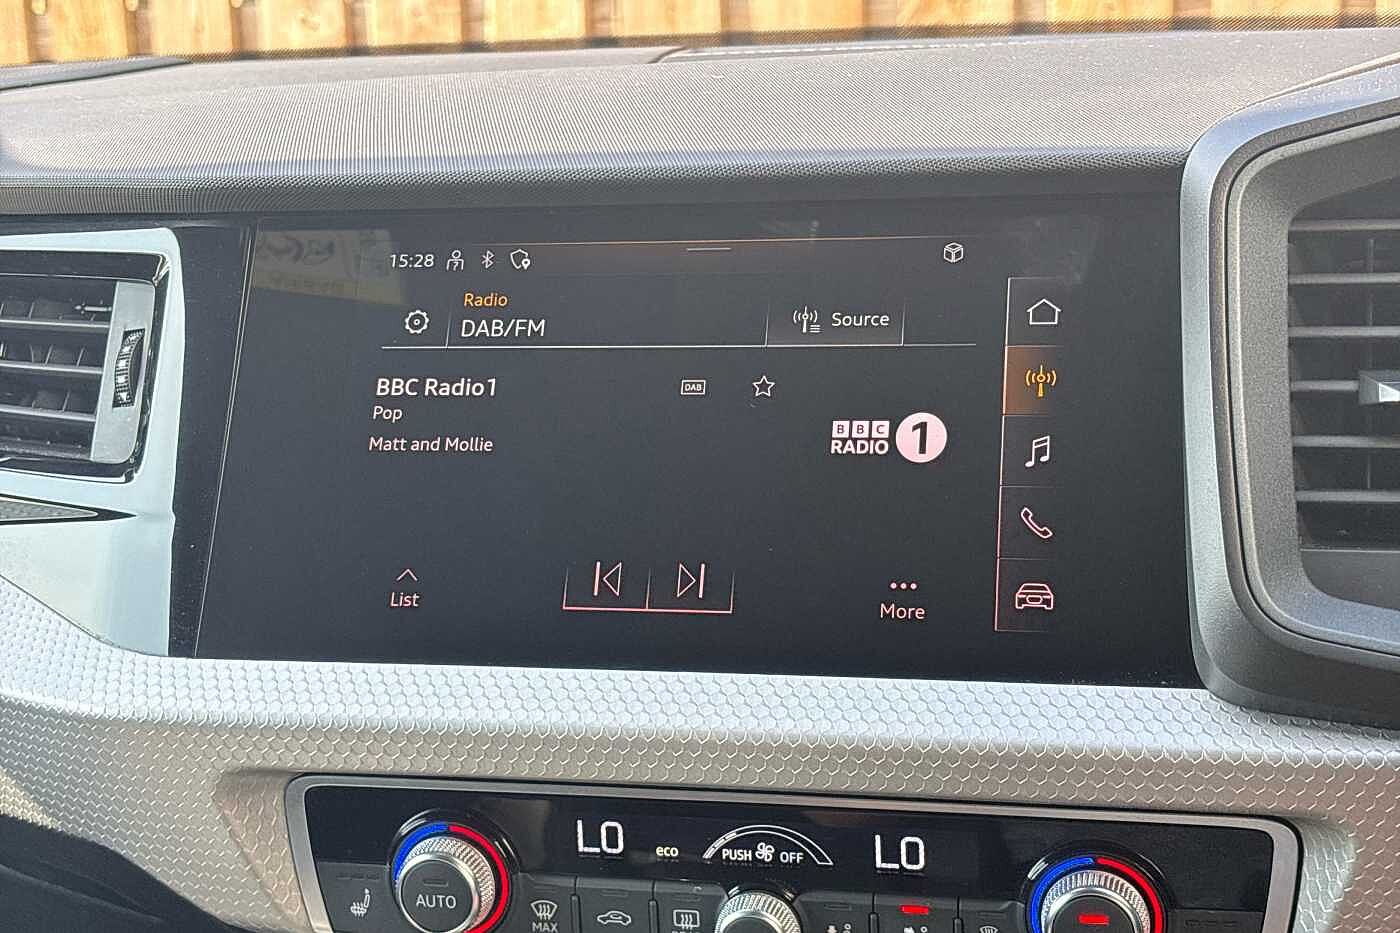 15:28
Radio
DAB/FM
Source
BBC Radio1
DAB
Pop
Matt and Mollie
BBC
RADIO 1
List
More
LO
eco
PUSH OFF
LO
AUTO
MAX